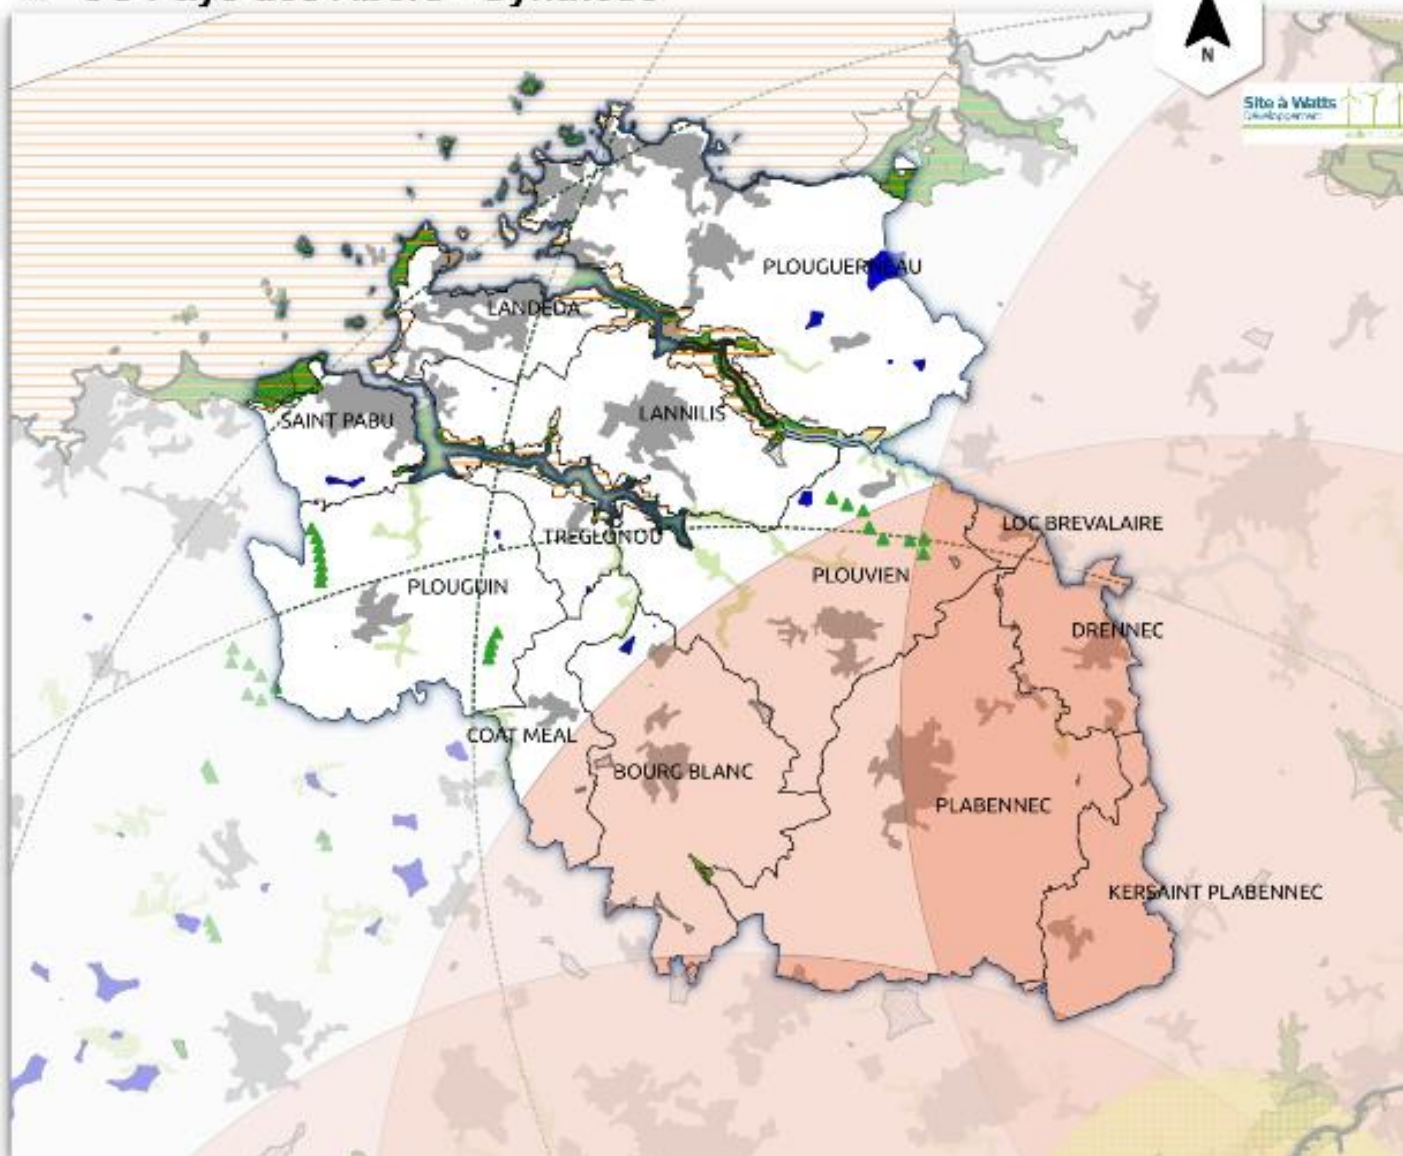 N
Site à Watts
Développement
PLOUGUERNEAU
LANDEDA
LANNILIS
SAINT PABU
LOC BREVALAIRE
TREGLONOU
PLOUVIEN
PLOUGUIN
DRENNEC
COAT MEAL
BOURG BLANC
PLABENNEC
KERSAINT PLABENNEC